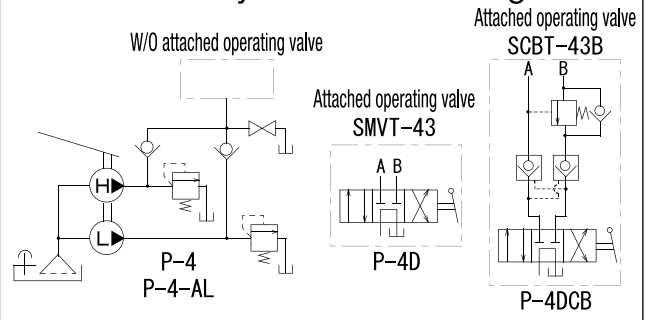 W/O attached operating valve
H
L
P-4
P-4-AL
Attached operating valve
SMVT-43
A B
P-4D
Attached operating valve
SCBT-43B
A B
P-4DCB